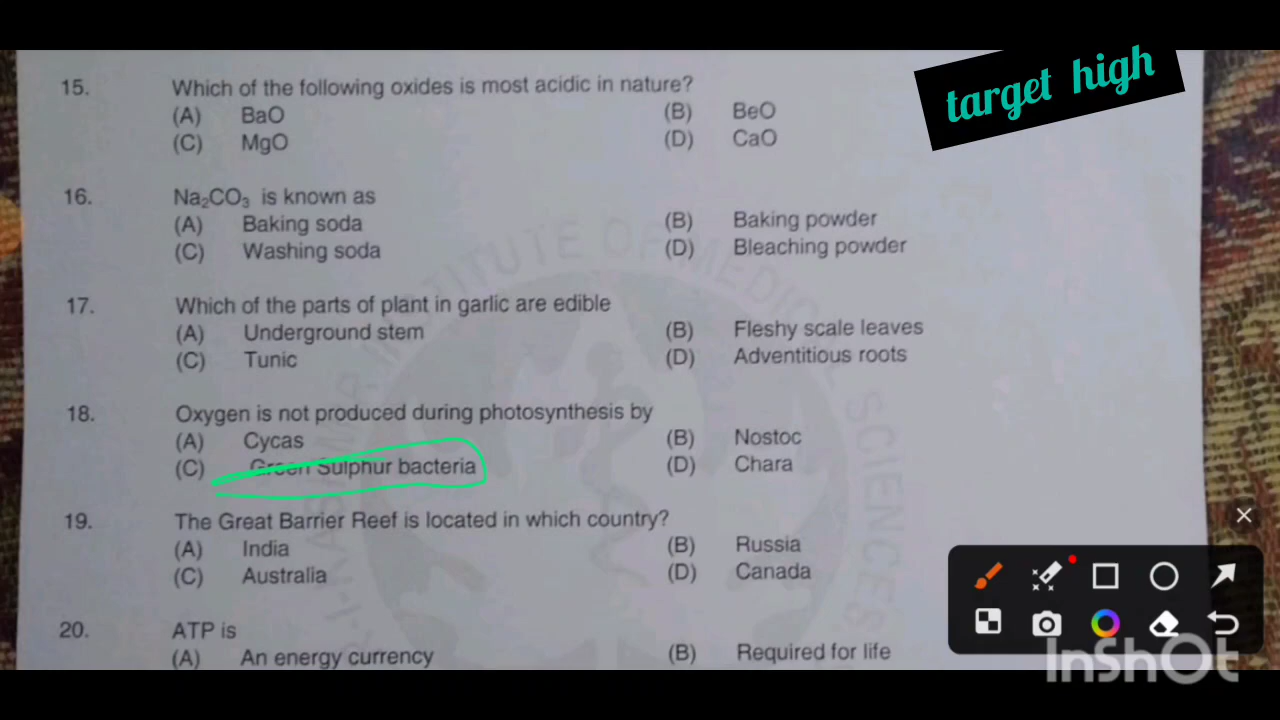 target high
15. Which of the following oxides is most acidic in nature?
(A) BaO (B) BeO
(C) MgO (D) CaO
16. Na₂CO₃ is known as
(A) Baking soda (B) Baking powder
(C) Washing soda (D) Bleaching powder
17. Which of the parts of plant in garlic are edible
(A) Underground stem (B) Fleshy scale leaves
(C) Tunic (D) Adventitious roots
18. Oxygen is not produced during photosynthesis by
(A) Cycas (B) Nostoc
(C) Green Sulphur bacteria (D) Chara
19. The Great Barrier Reef is located in which country?
(A) India (B) Russia
(C) Australia (D) Canada
20. ATP is
(A) An energy currency (B) Required for life
InShOt